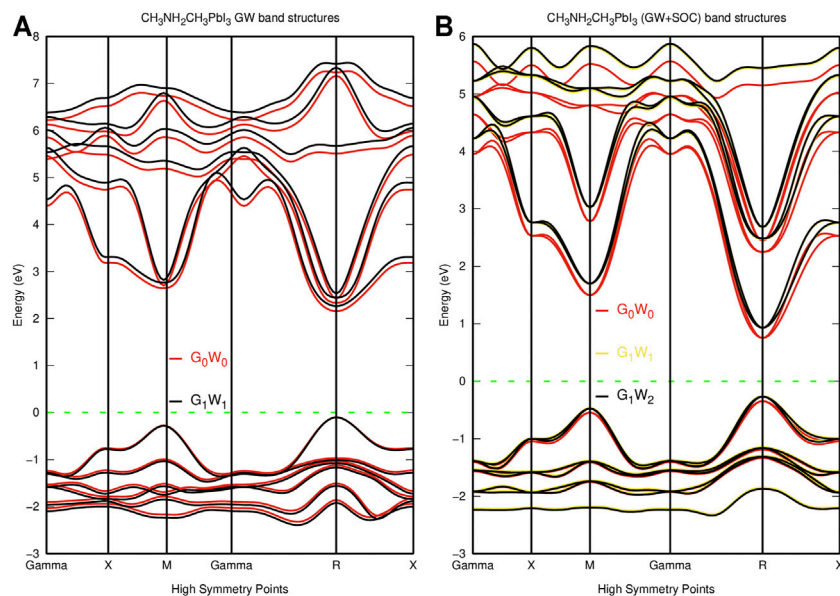 A
CH₃NH₂CH₃PbI₃ GW band structures
8
7
6
5
4
3
2
1
0
−1
−2
−3
Energy (eV)
G₀W₀
G₁W₁
Gamma X M Gamma R X
High Symmetry Points
B
CH₃NH₂CH₃PbI₃ (GW+SOC) band structures
6
5
4
3
2
1
0
−1
−2
−3
Energy (eV)
G₀W₀
G₁W₁
G₁W₂
Gamma X M Gamma R X
High Symmetry Points